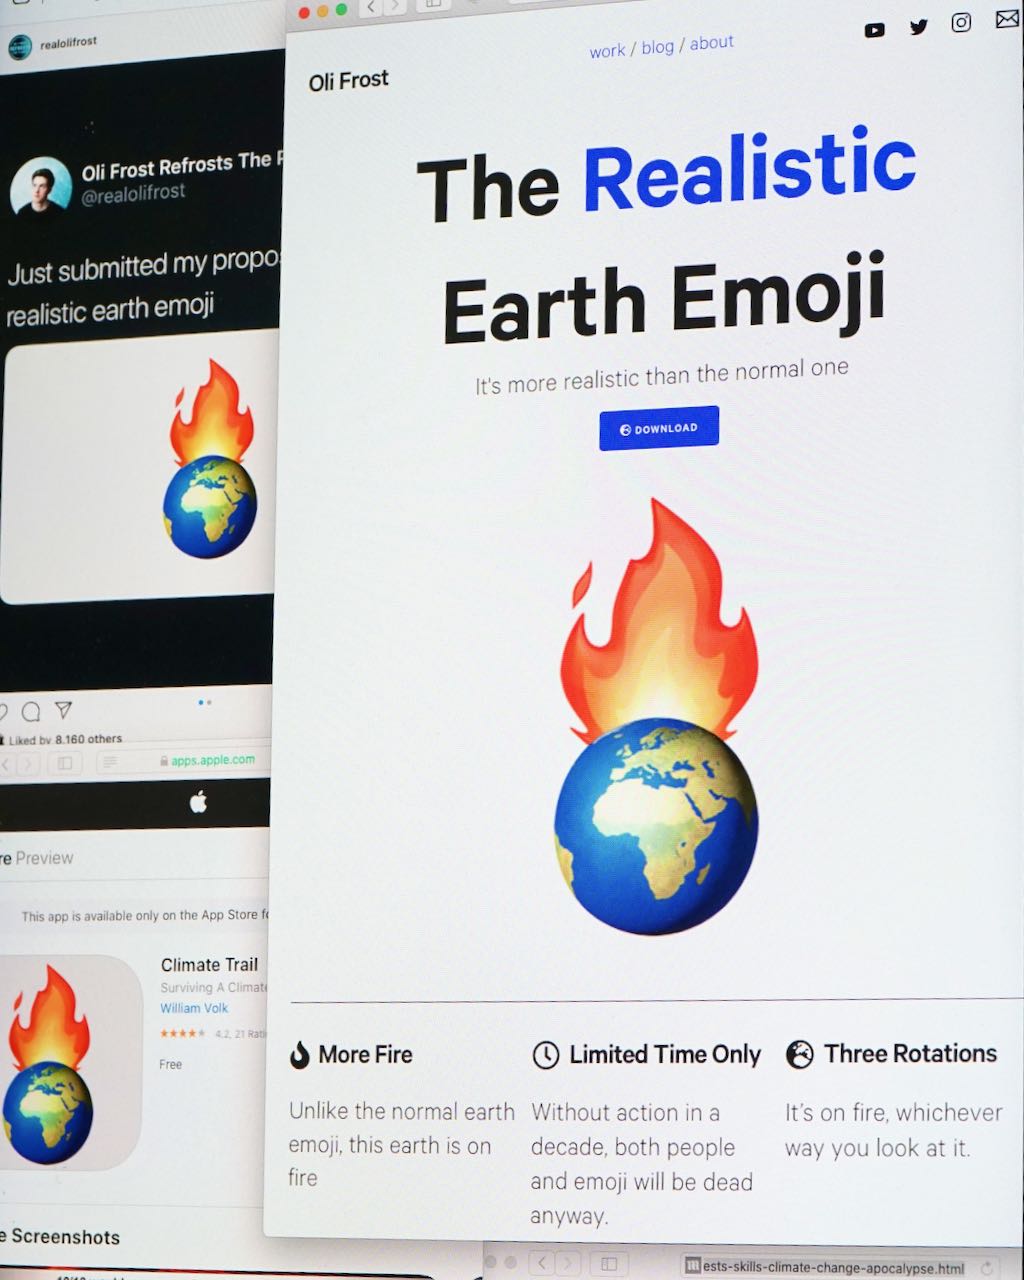 realolifrost
Oli Frost Refrosts The
@realolifrost
Just submitted my
realistic earth emoji
Liked by 8,160 others
apps.apple.com
Preview
This app is available only on the App Store
Climate Trail
Surviving A
William Volk
4.2, 21
Free
Screenshots
work / blog / about
Oli Frost
The Realistic
Earth Emoji
It's more realistic than the normal one
DOWNLOAD
More Fire
Unlike the normal earth
emoji, this earth is on
fire
Limited Time Only
Without action in a
decade, both people
and emoji will be dead
anyway.
Three Rotations
It's on fire, whichever
way you look at it.
ests-skills-climate-change-apocalypse.html